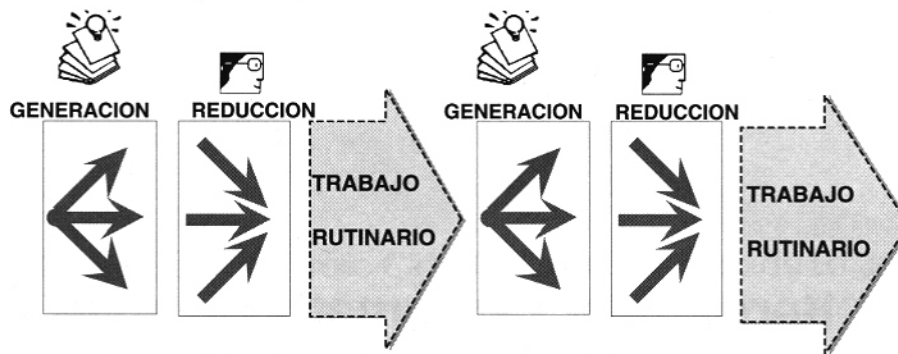 GENERACION
REDUCCION
TRABAJO
RUTINARIO
GENERACION
REDUCCION
TRABAJO
RUTINARIO